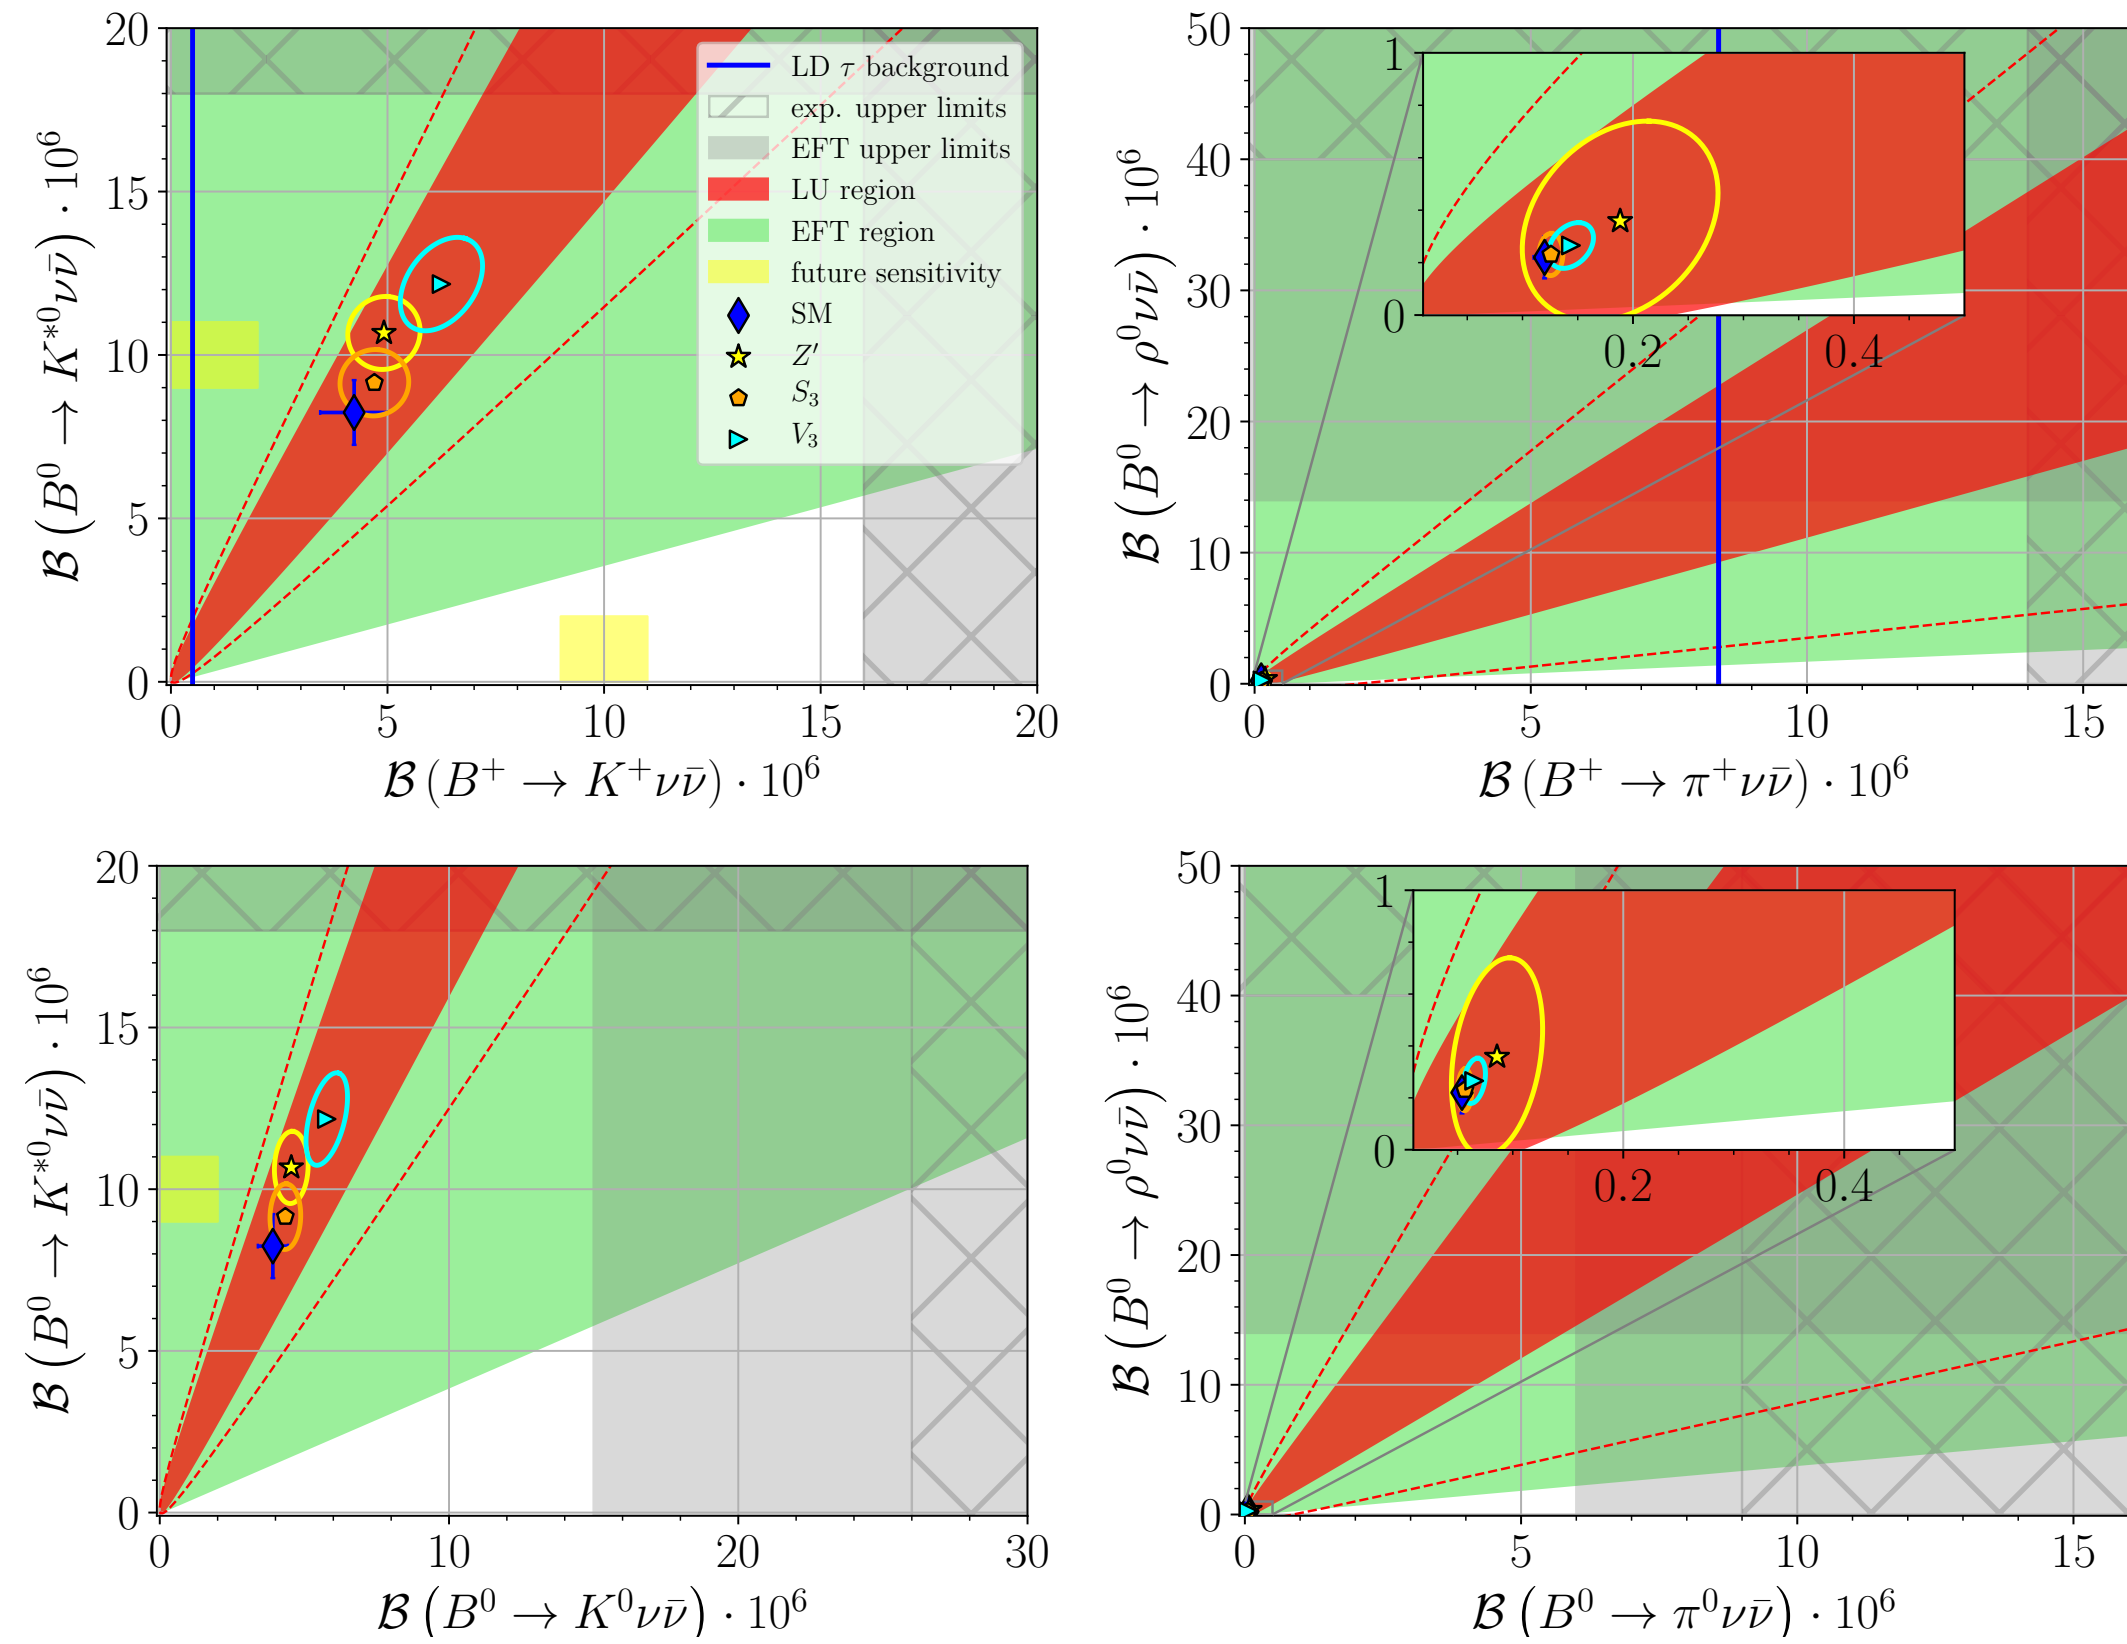 20
15
10
5
0
0 5 10 15 20
ℬ (B⁰ → K*⁰νν̄) · 10⁶
ℬ (B⁺ → K⁺νν̄) · 10⁶
LD τ background
exp. upper limits
EFT upper limits
LU region
EFT region
future sensitivity
SM
Z′
S₃
V₃
50
40
30
20
10
0
0 5 10 15
1
0
0.2 0.4
ℬ (B⁰ → ρ⁰νν̄) · 10⁶
ℬ (B⁺ → π⁺νν̄) · 10⁶
20
15
10
5
0
0 10 20 30
ℬ (B⁰ → K*⁰νν̄) · 10⁶
ℬ (B⁰ → K⁰νν̄) · 10⁶
50
40
30
20
10
0
0 5 10 15
1
0
0.2 0.4
ℬ (B⁰ → ρ⁰νν̄) · 10⁶
ℬ (B⁰ → π⁰νν̄) · 10⁶